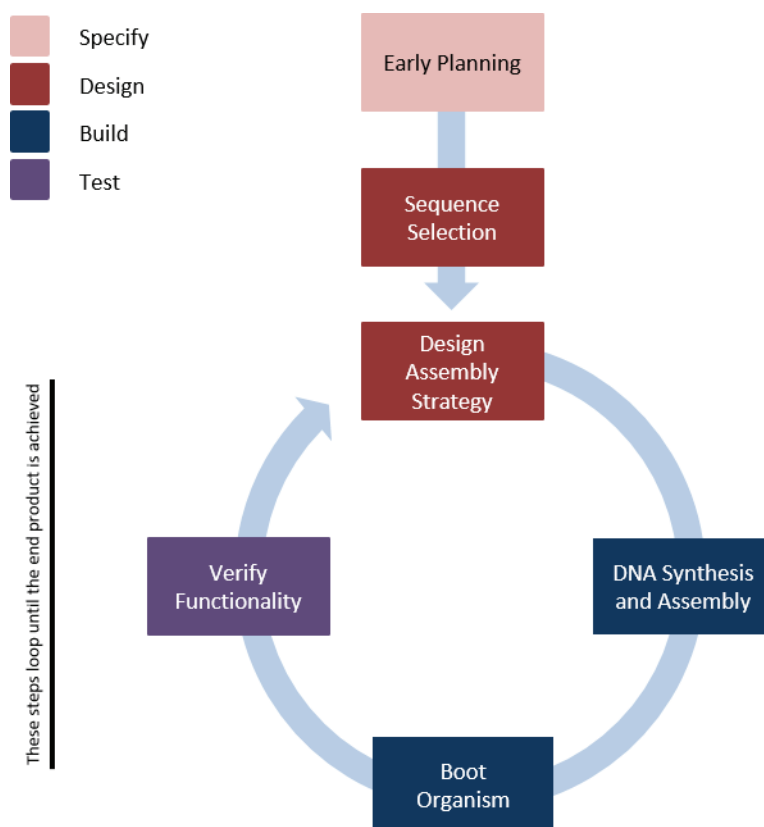 Specify
Design
Build
Test
Early Planning
Sequence
Selection
Design
Assembly
Strategy
DNA Synthesis
and Assembly
Boot
Organism
Verify
Functionality
These steps loop until the end product is achieved